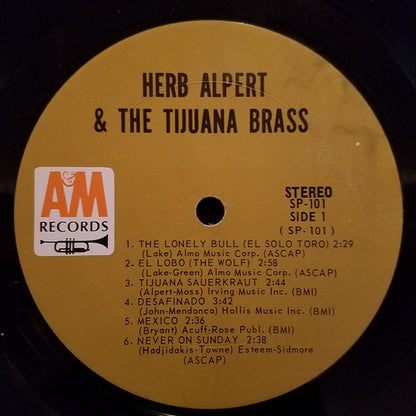 HERB ALPERT
& THE TIJUANA BRASS
A&M
RECORDS
STEREO
SP-101
SIDE 1
( SP-101 )
1. THE LONELY BULL (EL SOLO TORO) 2:29
(Lake) Almo Music Corp. (ASCAP)
2. EL LOBO (THE WOLF) 2:58
(Lake-Green) Almo Music Corp. (ASCAP)
3. TIJUANA SAUERKRAUT 2:44
(Alpert-Moss) Irving Music Inc. (BMI)
4. DESAFINADO 3:42
(John-Mendonca) Hollis Music Inc. (BMI)
5. MEXICO 2:36
(Bryant) Acuff-Rose Publ. (BMI)
6. NEVER ON SUNDAY 2:38
(Hadjidakis-Towne) Esteem-Sidmore
(ASCAP)